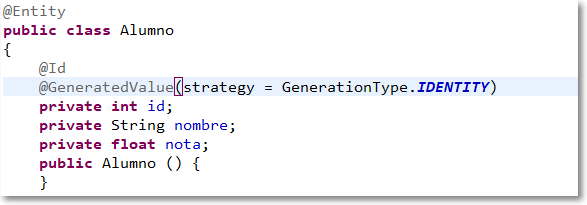 @Entity
public class Alumno
{
    @Id
    @GeneratedValue(strategy = GenerationType.IDENTITY)
    private int id;
    private String nombre;
    private float nota;
    public Alumno () {
    }